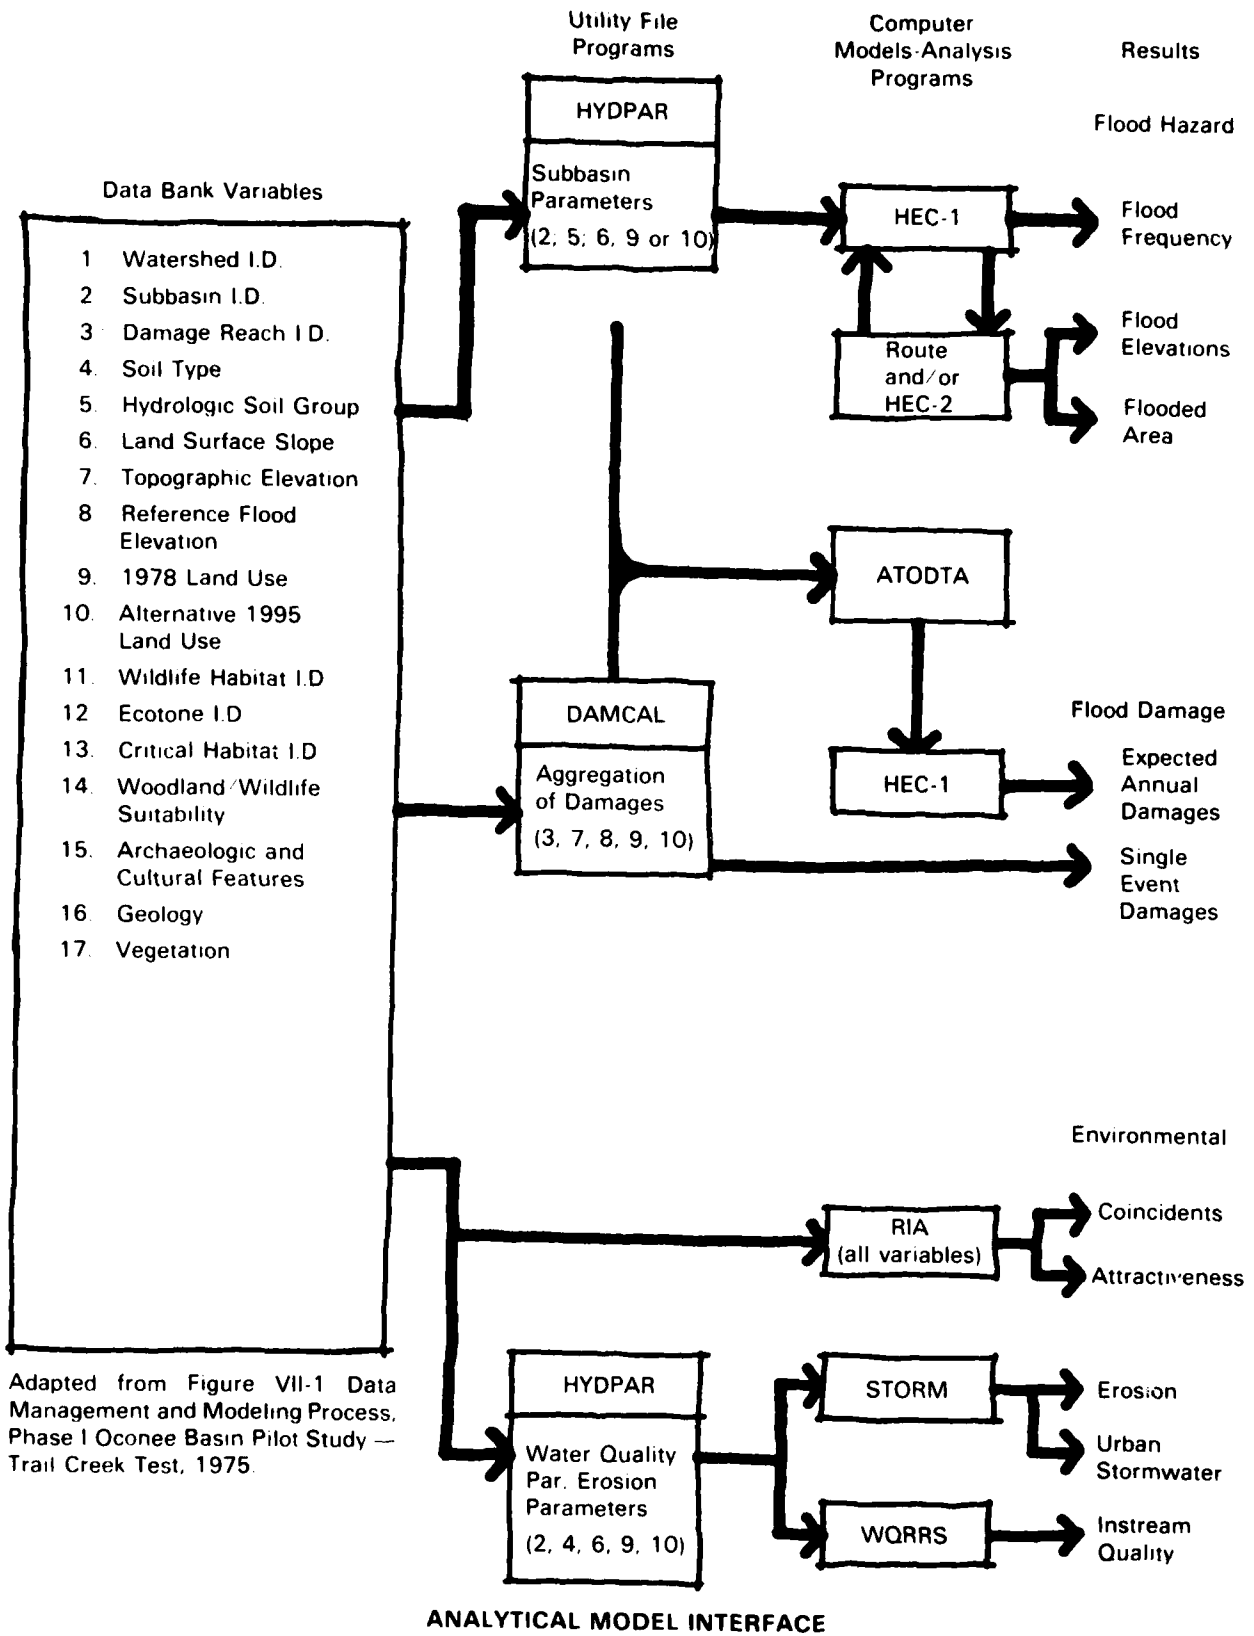 Utility File
Programs
Computer
Models-Analysis
Programs
Results
Flood Hazard
Data Bank Variables
1 Watershed I.D.
2 Subbasin I.D.
3 Damage Reach I D.
4. Soil Type
5. Hydrologic Soil Group
6. Land Surface Slope
7. Topographic Elevation
8 Reference Flood
Elevation
9. 1978 Land Use
10. Alternative 1995
Land Use
11. Wildlife Habitat I.D
12 Ecotone I.D
13. Critical Habitat I.D
14. Woodland/Wildlife
Suitability
15. Archaeologic and
Cultural Features
16. Geology
17. Vegetation
HYDPAR
Subbasin
Parameters
(2; 5; 6, 9 or 10)
HEC-1
Flood
Frequency
Route
and/or
HEC-2
Flood
Elevations
Flooded
Area
ATODTA
DAMCAL
Aggregation
of Damages
(3, 7, 8, 9, 10)
HEC-1
Flood Damage
Expected
Annual
Damages
Single
Event
Damages
Environmental
RIA
(all variables)
Coincidents
Attractiveness
HYDPAR
Water Quality
Par. Erosion
Parameters
(2, 4, 6, 9, 10)
STORM
Erosion
Urban
Stormwater
WQRRS
Instream
Quality
Adapted from Figure VII-1 Data
Management and Modeling Process,
Phase I Oconee Basin Pilot Study —
Trail Creek Test, 1975.
ANALYTICAL MODEL INTERFACE